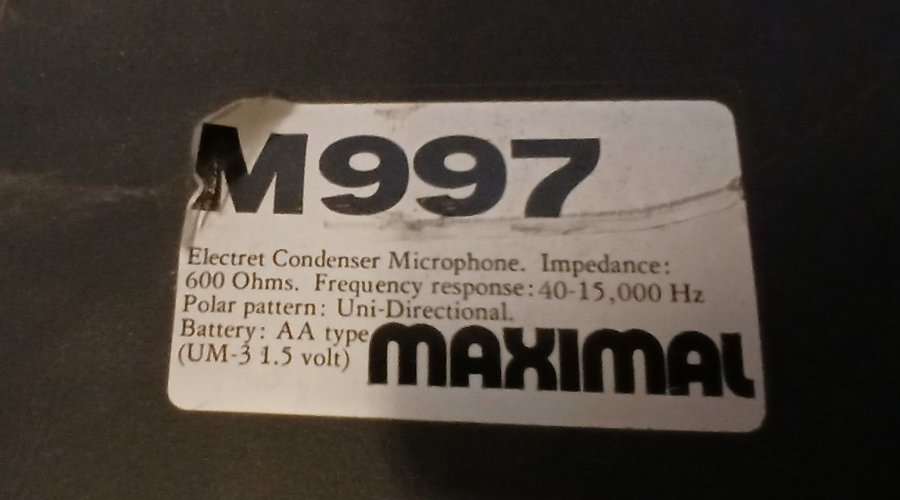 M997
Electret Condenser Microphone. Impedance:
600 Ohms. Frequency response: 40-15,000 Hz
Polar pattern: Uni-Directional.
Battery: AA type
(UM-3 1.5 volt)
MAXIMAL